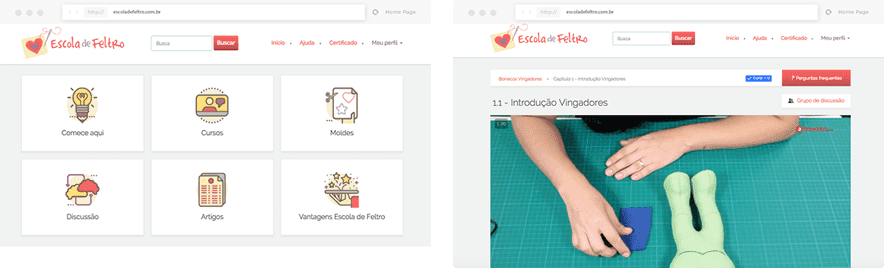 http://
escoladefeltro.com.br
Home Page
Escola de Feltro
Busca
Buscar
Início
Ajuda
Certificado
Meu perfil
Comece aqui
Cursos
Moldes
Discussão
Artigos
Vantagens Escola de Feltro
http://
escoladefeltro.com.br
Home Page
Escola de Feltro
Busca
Buscar
Início
Ajuda
Certificado
Meu perfil
Bonecos Vingadores
Capítulo 1 - Introdução Vingadores
Curtir
Perguntas frequentes
1.1 - Introdução Vingadores
Grupo de discussão